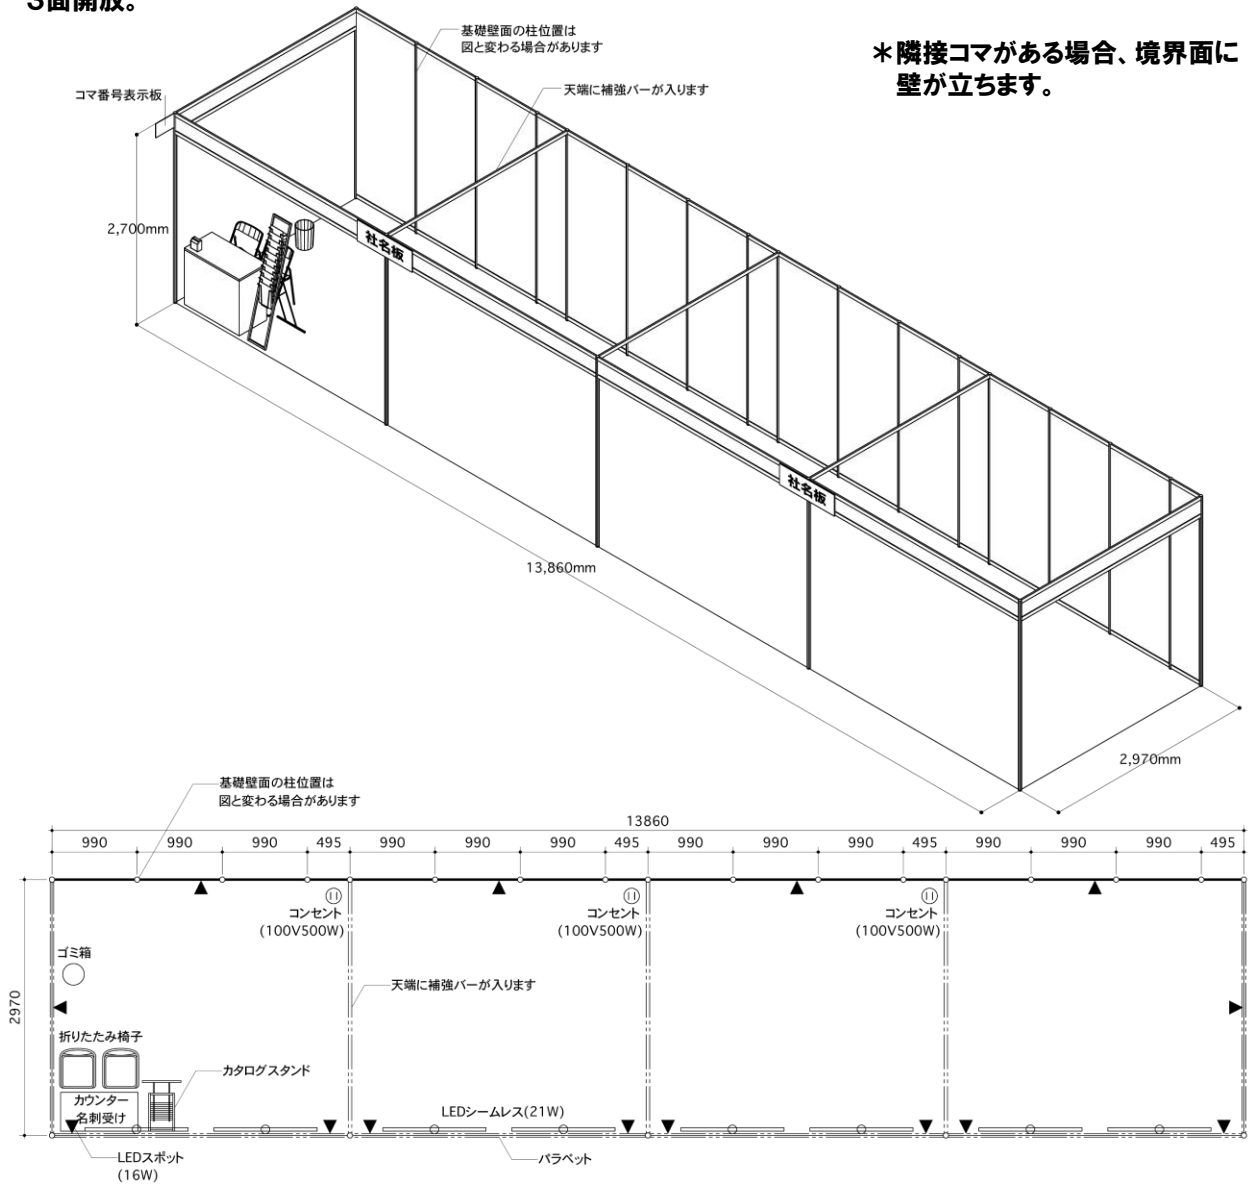 3面開放。
基礎壁面の柱位置は
図と変わる場合があります
＊隣接コマがある場合、境界面に
壁が立ちます。
コマ番号表示板
天端に補強バーが入ります
2,700mm
社名板
社名板
13,860mm
2,970mm
基礎壁面の柱位置は
図と変わる場合があります
13860
990 990 990 495 990 990 990 495 990 990 990 495 990 990 495
コンセント
(100V500W)
コンセント
(100V500W)
コンセント
(100V500W)
ゴミ箱
天端に補強バーが入ります
2970
折りたたみ椅子
カタログスタンド
カウンター
名刺受け
LEDシームレス(21W)
LEDスポット
(16W)
パラペット